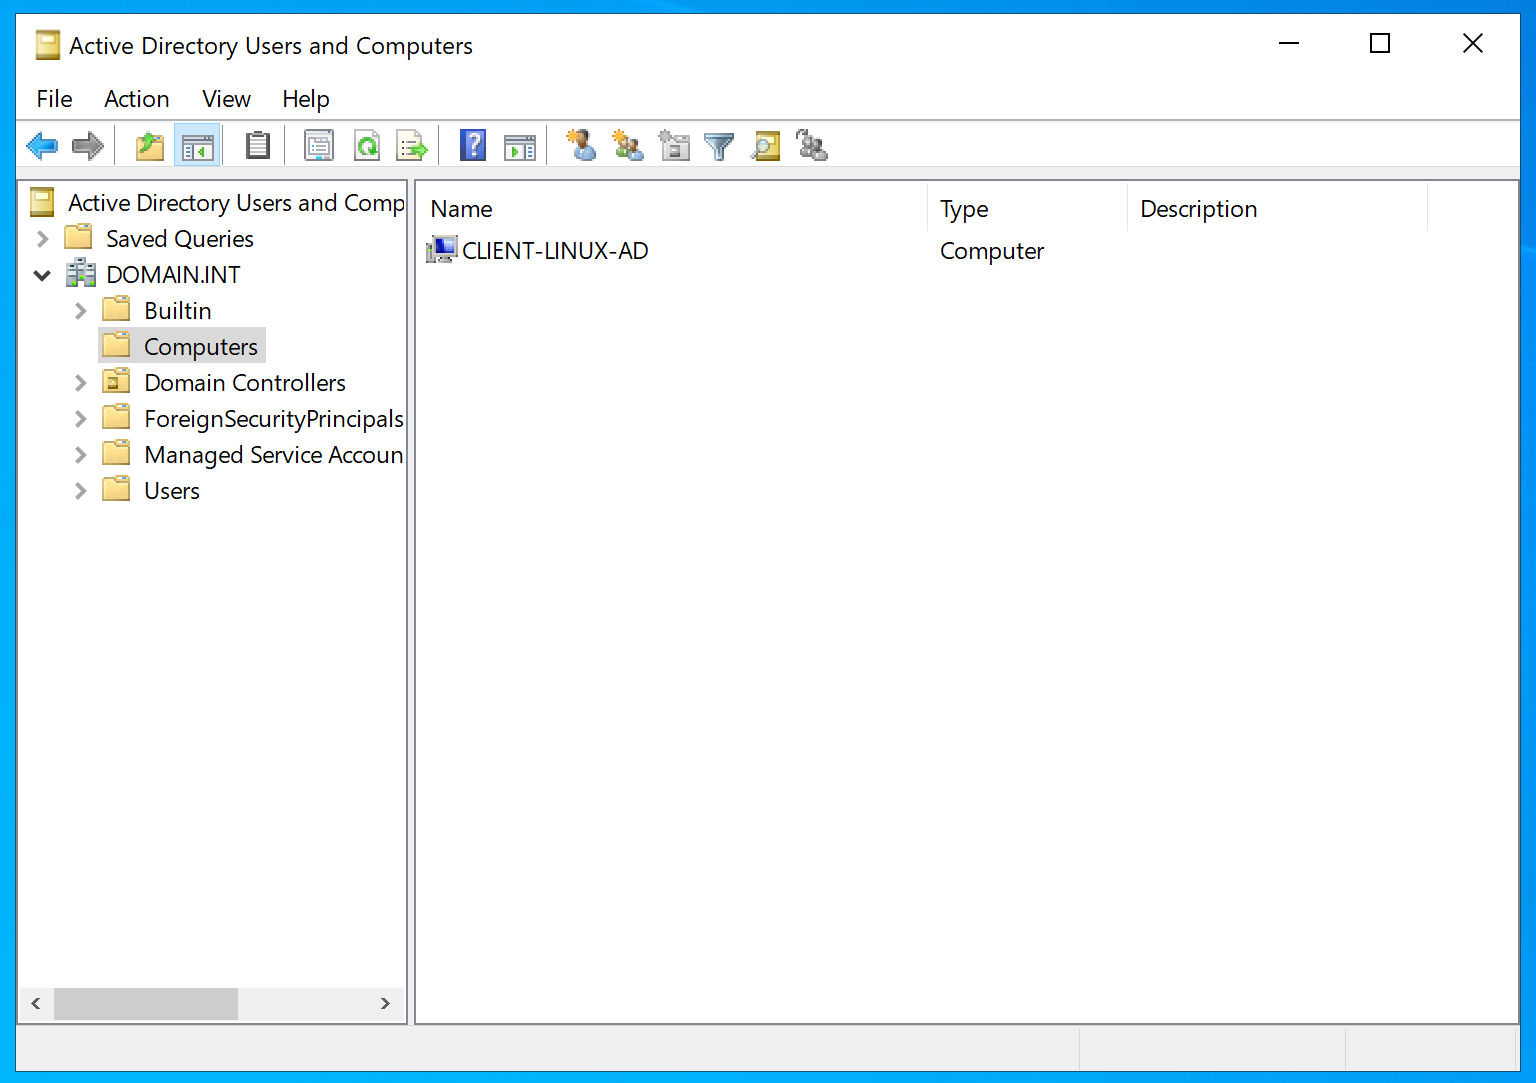 Active Directory Users and Computers
File Action View Help
Active Directory Users and Comp
Saved Queries
DOMAIN.INT
Builtin
Computers
Domain Controllers
ForeignSecurityPrincipals
Managed Service Accoun
Users
Name Type Description
CLIENT-LINUX-AD Computer